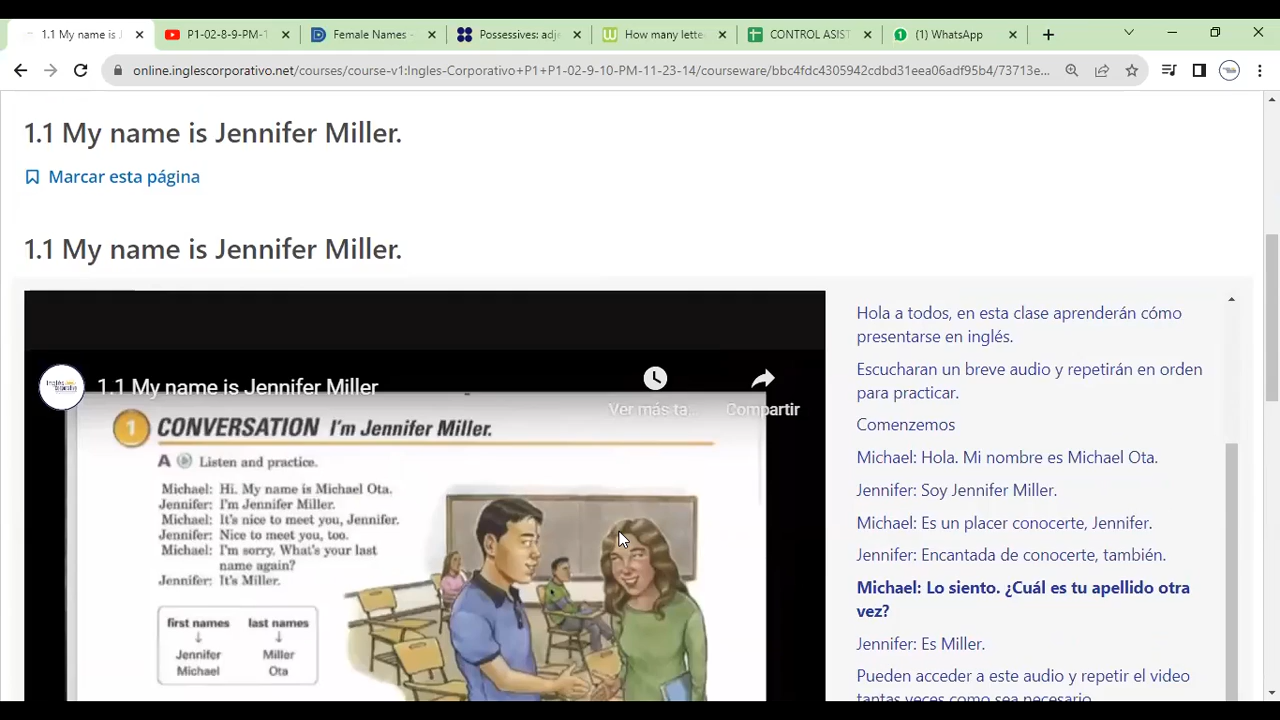 1.1 My name is J
P1-02-8-9-PM-1
Female Names -
Possessives: adj
How many lette
CONTROL ASIST
(1) WhatsApp
online.inglescorporativo.net/courses/course-v1:Ingles-Corporativo+P1+P1-02-9-10-PM-11-23-14/courseware/bbc4fdc4305942cdbd31eea06adf95b4/73713e...
1.1 My name is Jennifer Miller.
Marcar esta página
1.1 My name is Jennifer Miller.
1.1 My name is Jennifer Miller
Ver más ta...
Compartir
1 CONVERSATION I'm Jennifer Miller.
A Listen and practice.
Michael: Hi. My name is Michael Ota.
Jennifer: I'm Jennifer Miller.
Michael: It's nice to meet you, Jennifer.
Jennifer: Nice to meet you, too.
Michael: I'm sorry. What's your last
name again?
Jennifer: It's Miller.
first names last names
Jennifer Miller
Michael Ota
Hola a todos, en esta clase aprenderán cómo
presentarse en inglés.
Escucharan un breve audio y repetirán en orden
para practicar.
Comenzemos
Michael: Hola. Mi nombre es Michael Ota.
Jennifer: Soy Jennifer Miller.
Michael: Es un placer conocerte, Jennifer.
Jennifer: Encantada de conocerte, también.
Michael: Lo siento. ¿Cuál es tu apellido otra
vez?
Jennifer: Es Miller.
Pueden acceder a este audio y repetir el video
tantas veces como sea necesario